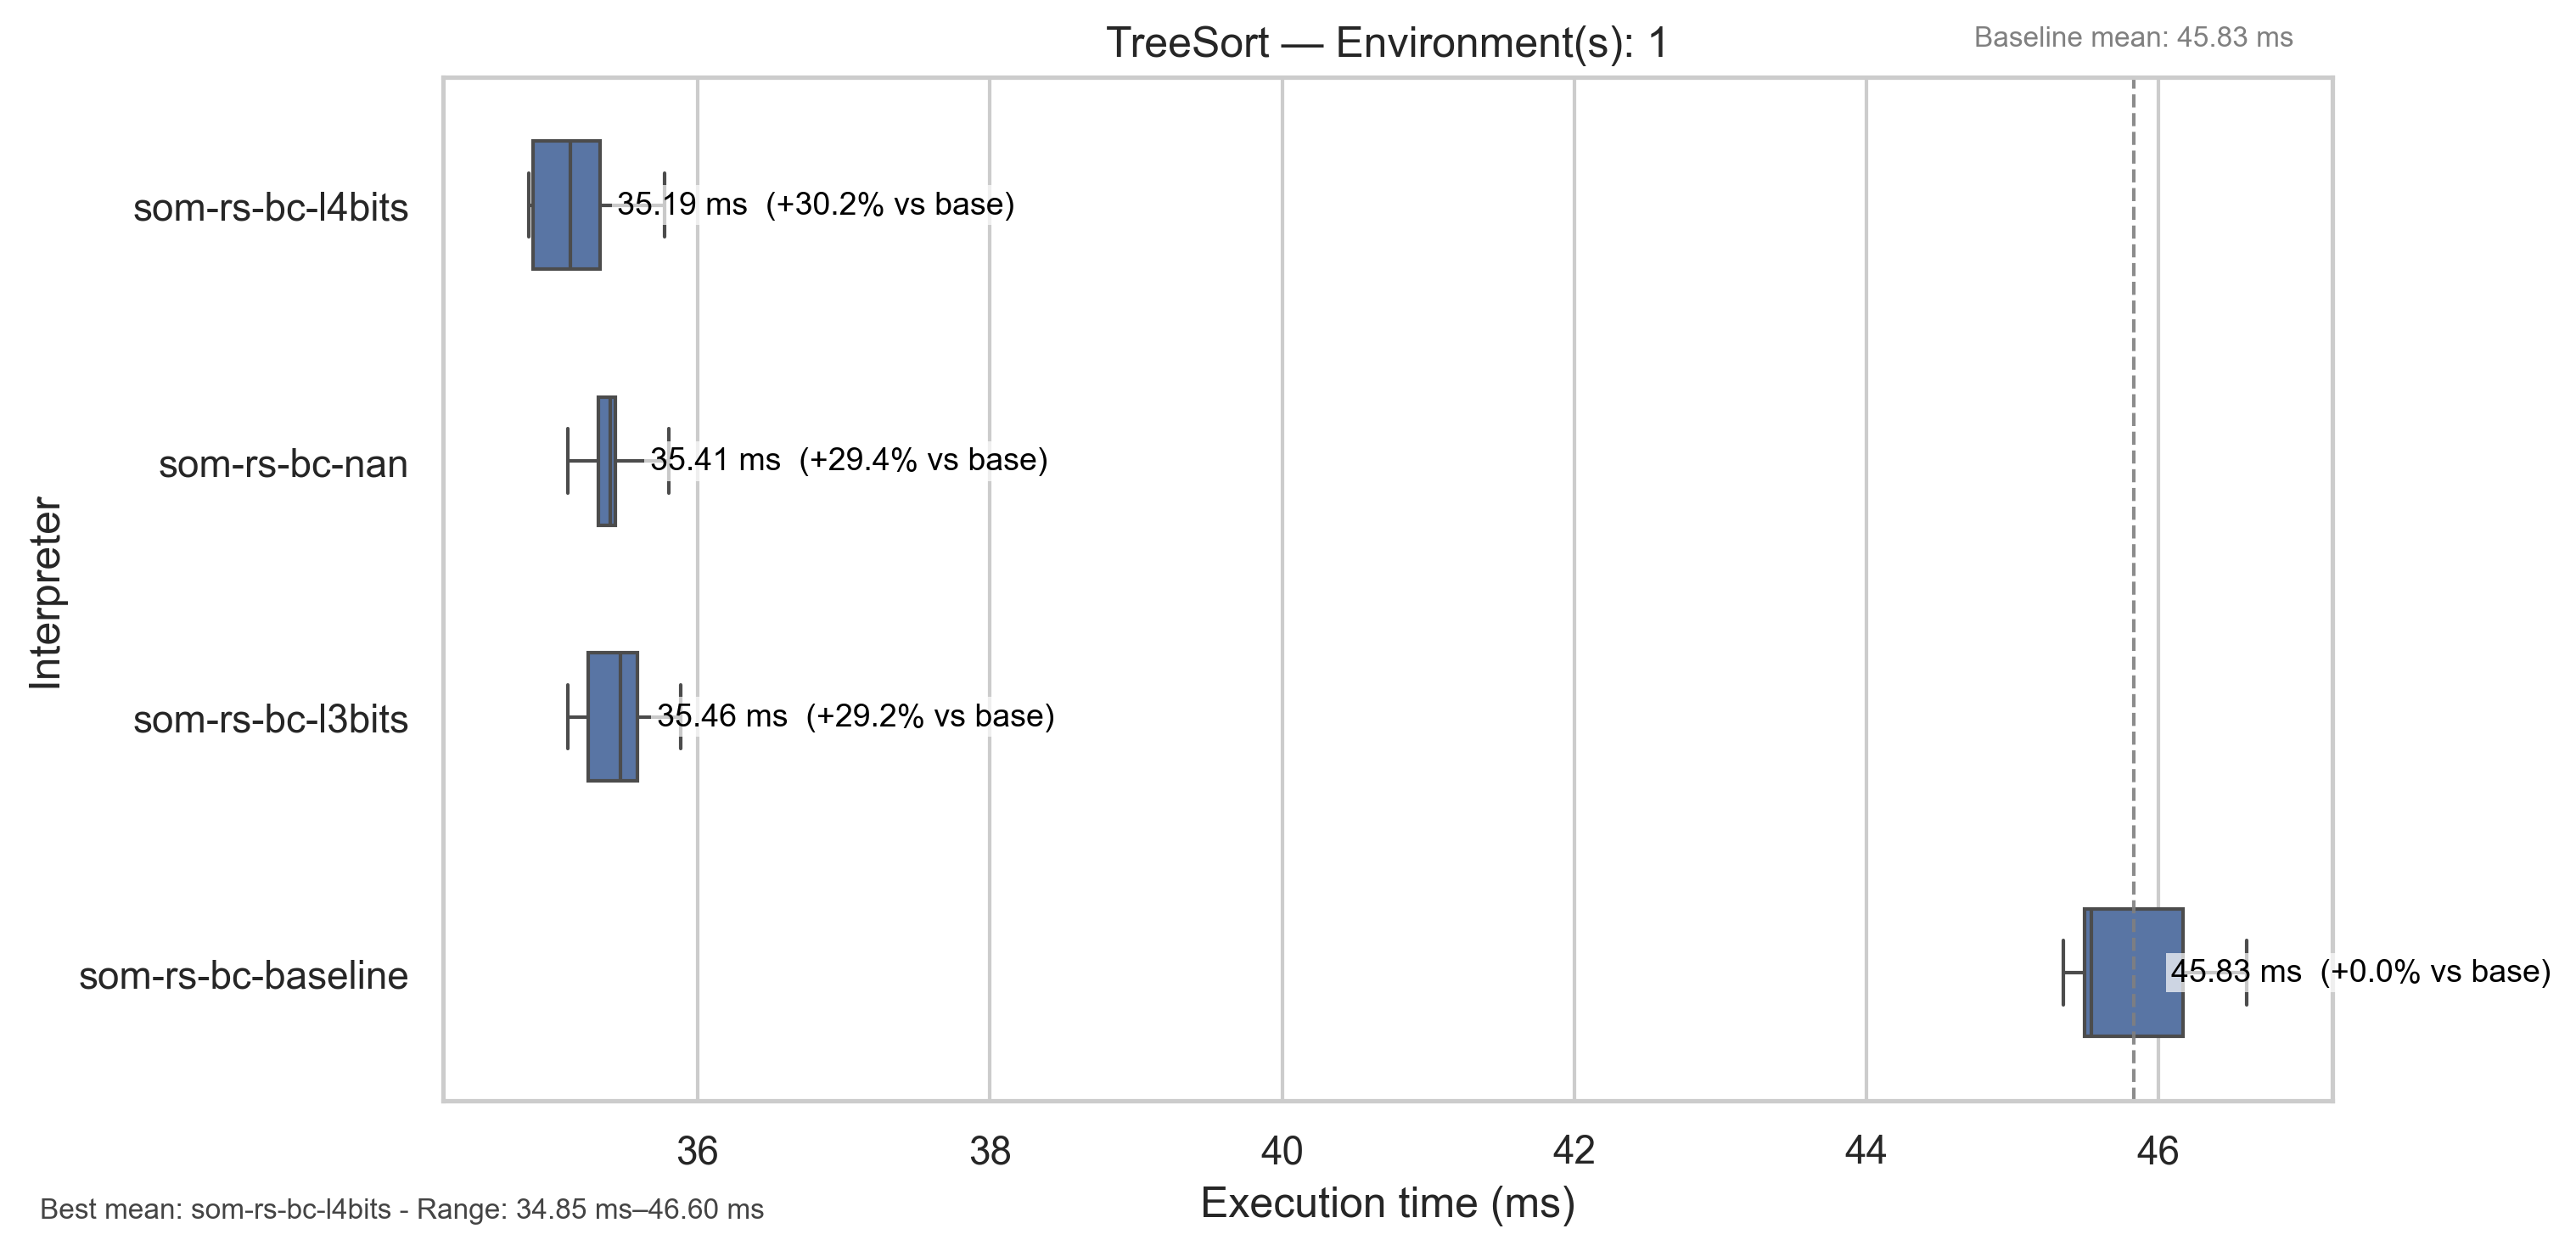 TreeSort — Environment(s): 1
Baseline mean: 45.83 ms
Interpreter
som-rs-bc-l4bits
35.19 ms  (+30.2% vs base)
som-rs-bc-nan
35.41 ms  (+29.4% vs base)
som-rs-bc-l3bits
35.46 ms  (+29.2% vs base)
som-rs-bc-baseline
45.83 ms  (+0.0% vs base)
36 38 40 42 44 46
Execution time (ms)
Best mean: som-rs-bc-l4bits - Range: 34.85 ms–46.60 ms